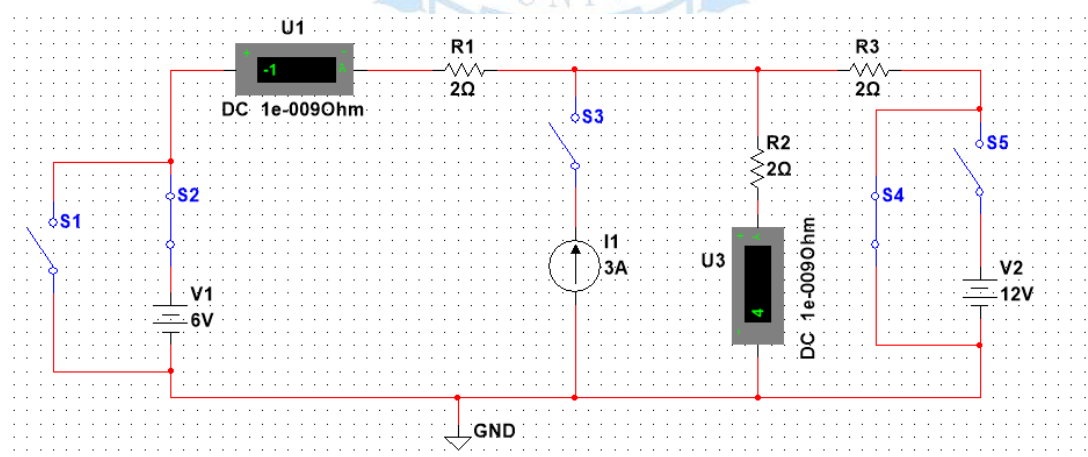 CNY
U1
+
-
-1
A
DC 1e-009Ohm
R1
2Ω
R3
2Ω
S3
R2
2Ω
S5
S2
S1
S4
I1
3A
U3
+
A
4
-
DC 1e-009Ohm
V1
6V
V2
12V
GND